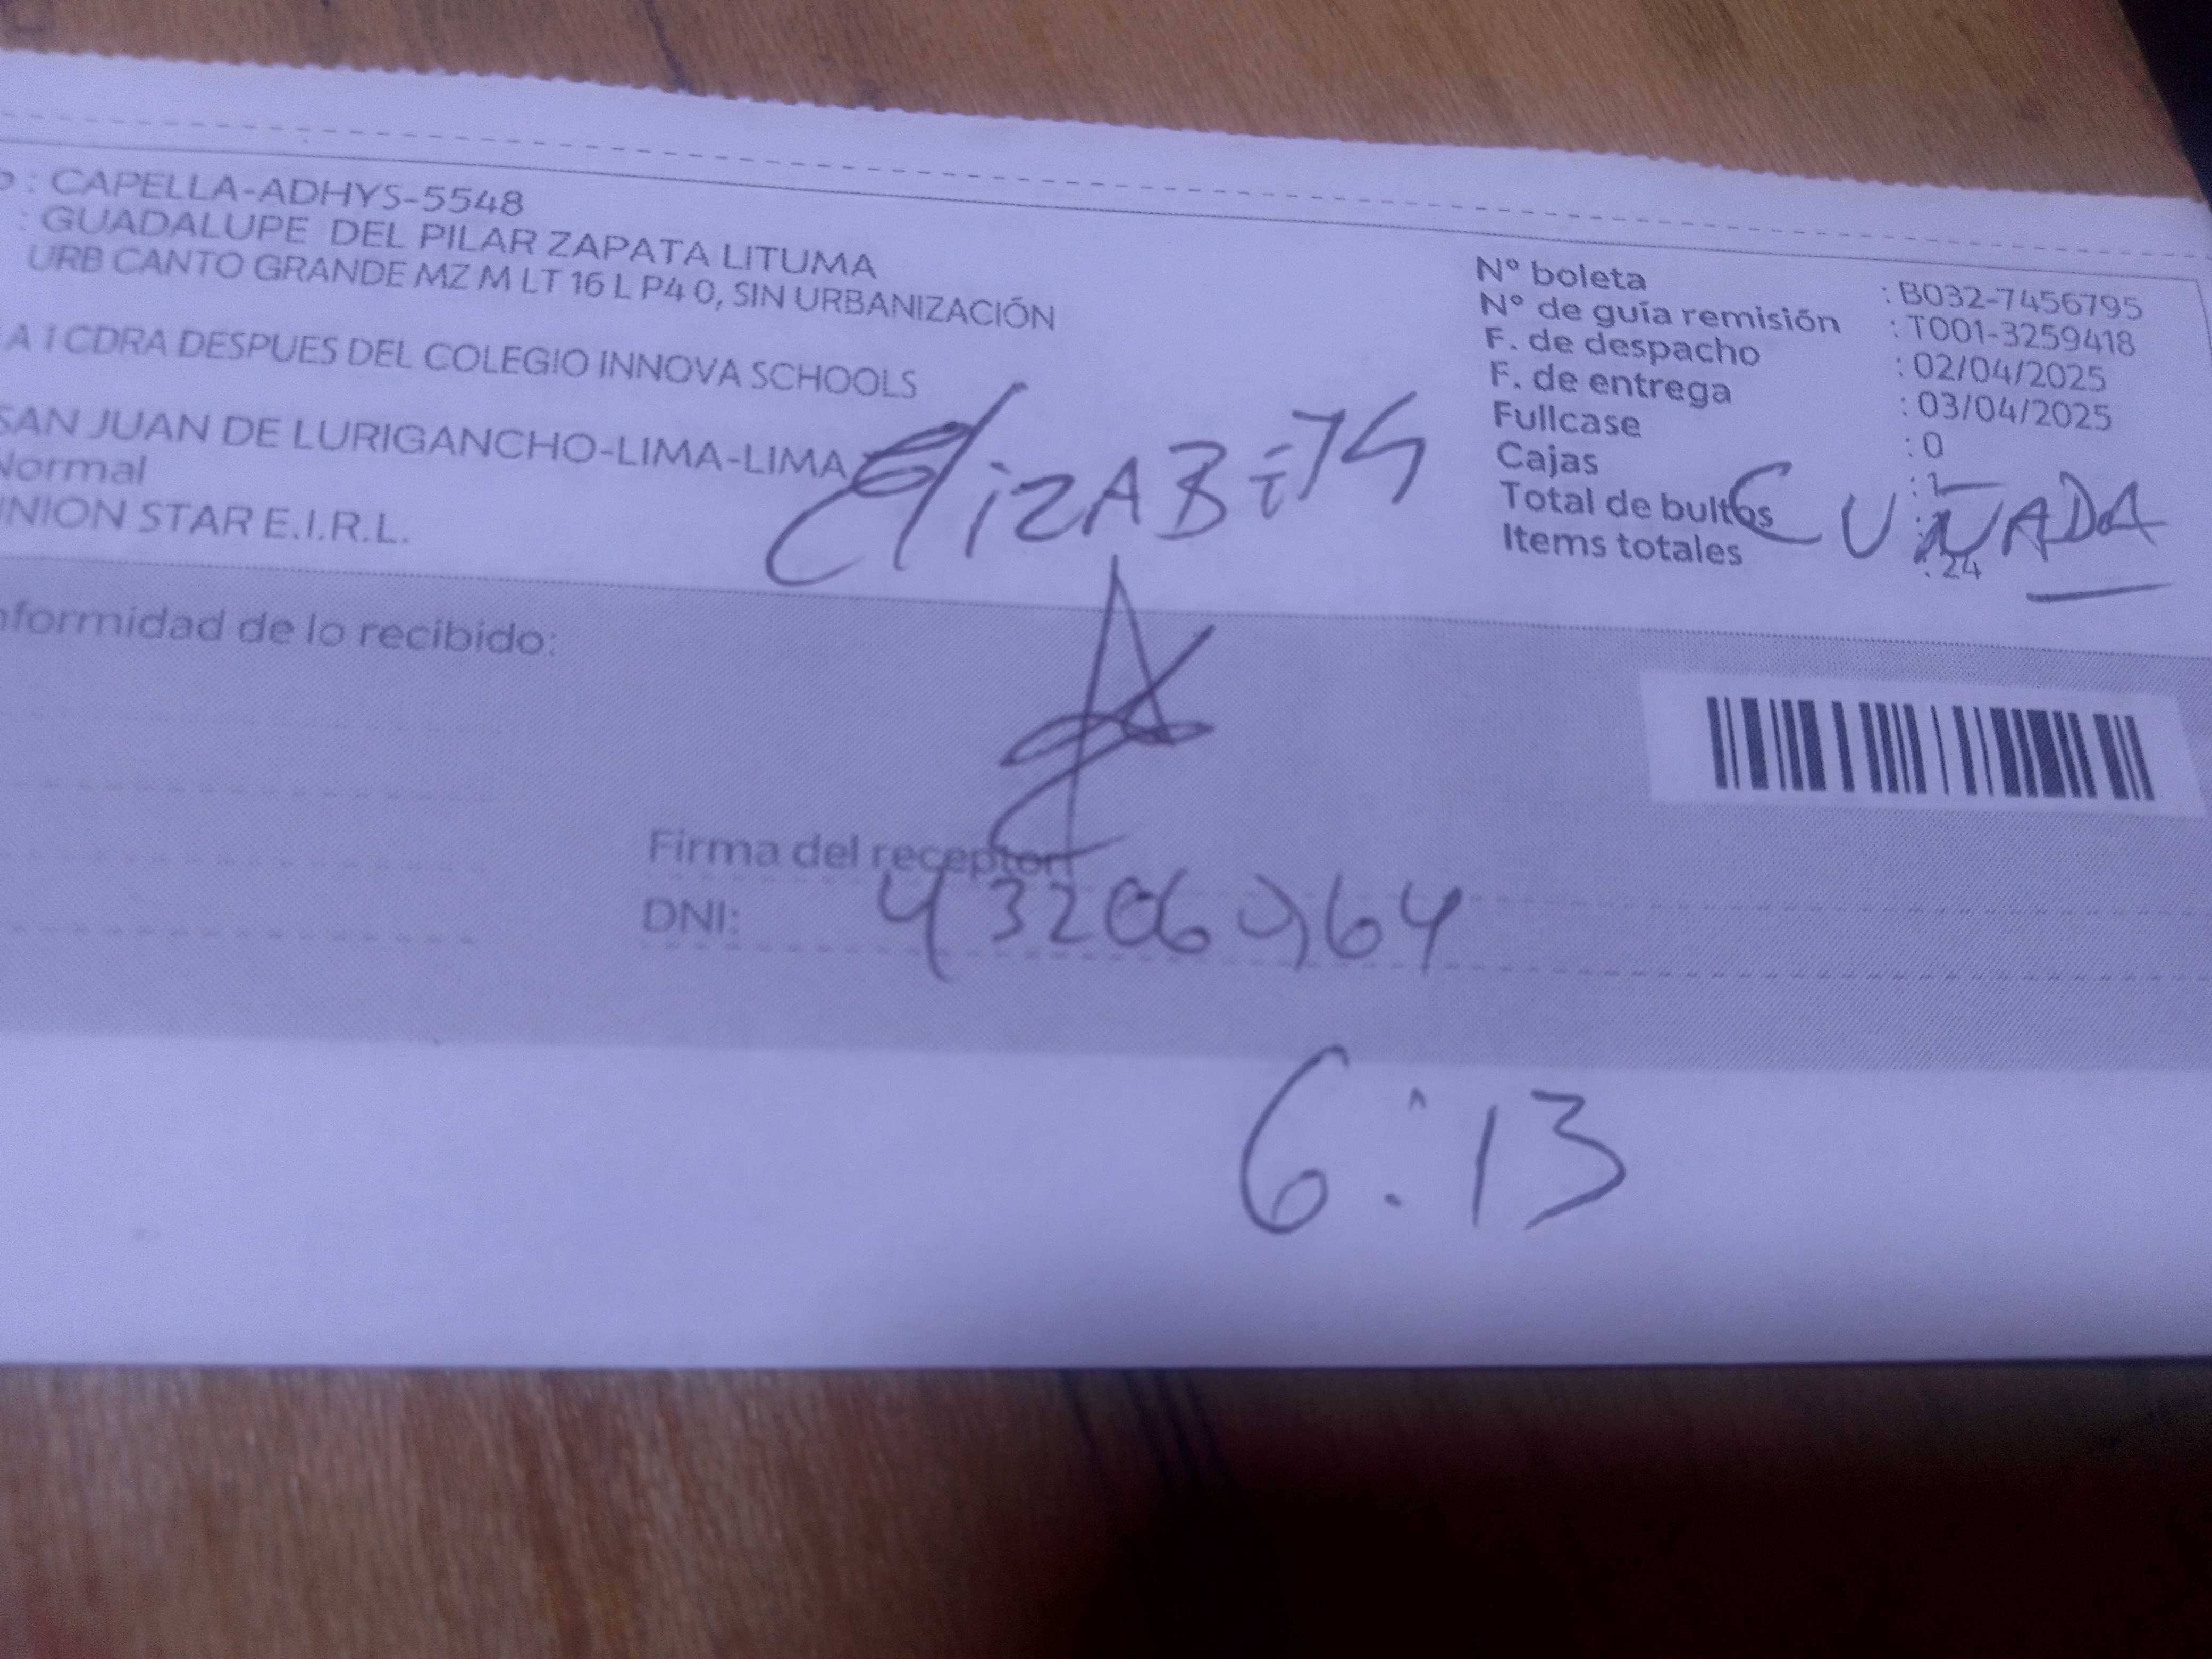 : CAPELLA-ADHYS-5548
: GUADALUPE DEL PILAR ZAPATA LITUMA
URB CANTO GRANDE MZ M LT 16 L P4 0, SIN URBANIZACIÓN
A 1 CDRA DESPUES DEL COLEGIO INNOVA SCHOOLS
SAN JUAN DE LURIGANCHO-LIMA-LIMA
Normal
UNION STAR E.I.R.L.
Nº boleta : B032-7456795
Nº de guía remisión : T001-3259418
F. de despacho : 02/04/2025
F. de entrega : 03/04/2025
Fullcase : 0
Cajas : 1
Total de bultos
Items totales : 24
CUÑADA
nformidad de lo recibido:
Firma del receptor
DNI:
6:13